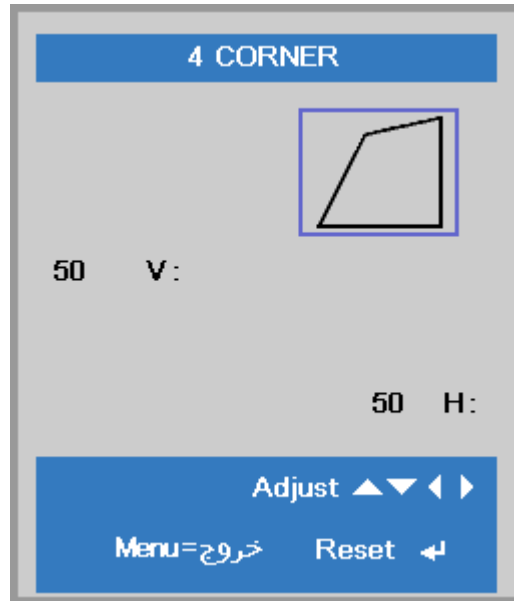 4 CORNER
50 V:
50 H:
Adjust ▲▼◀▶
خروج=Menu Reset ↵